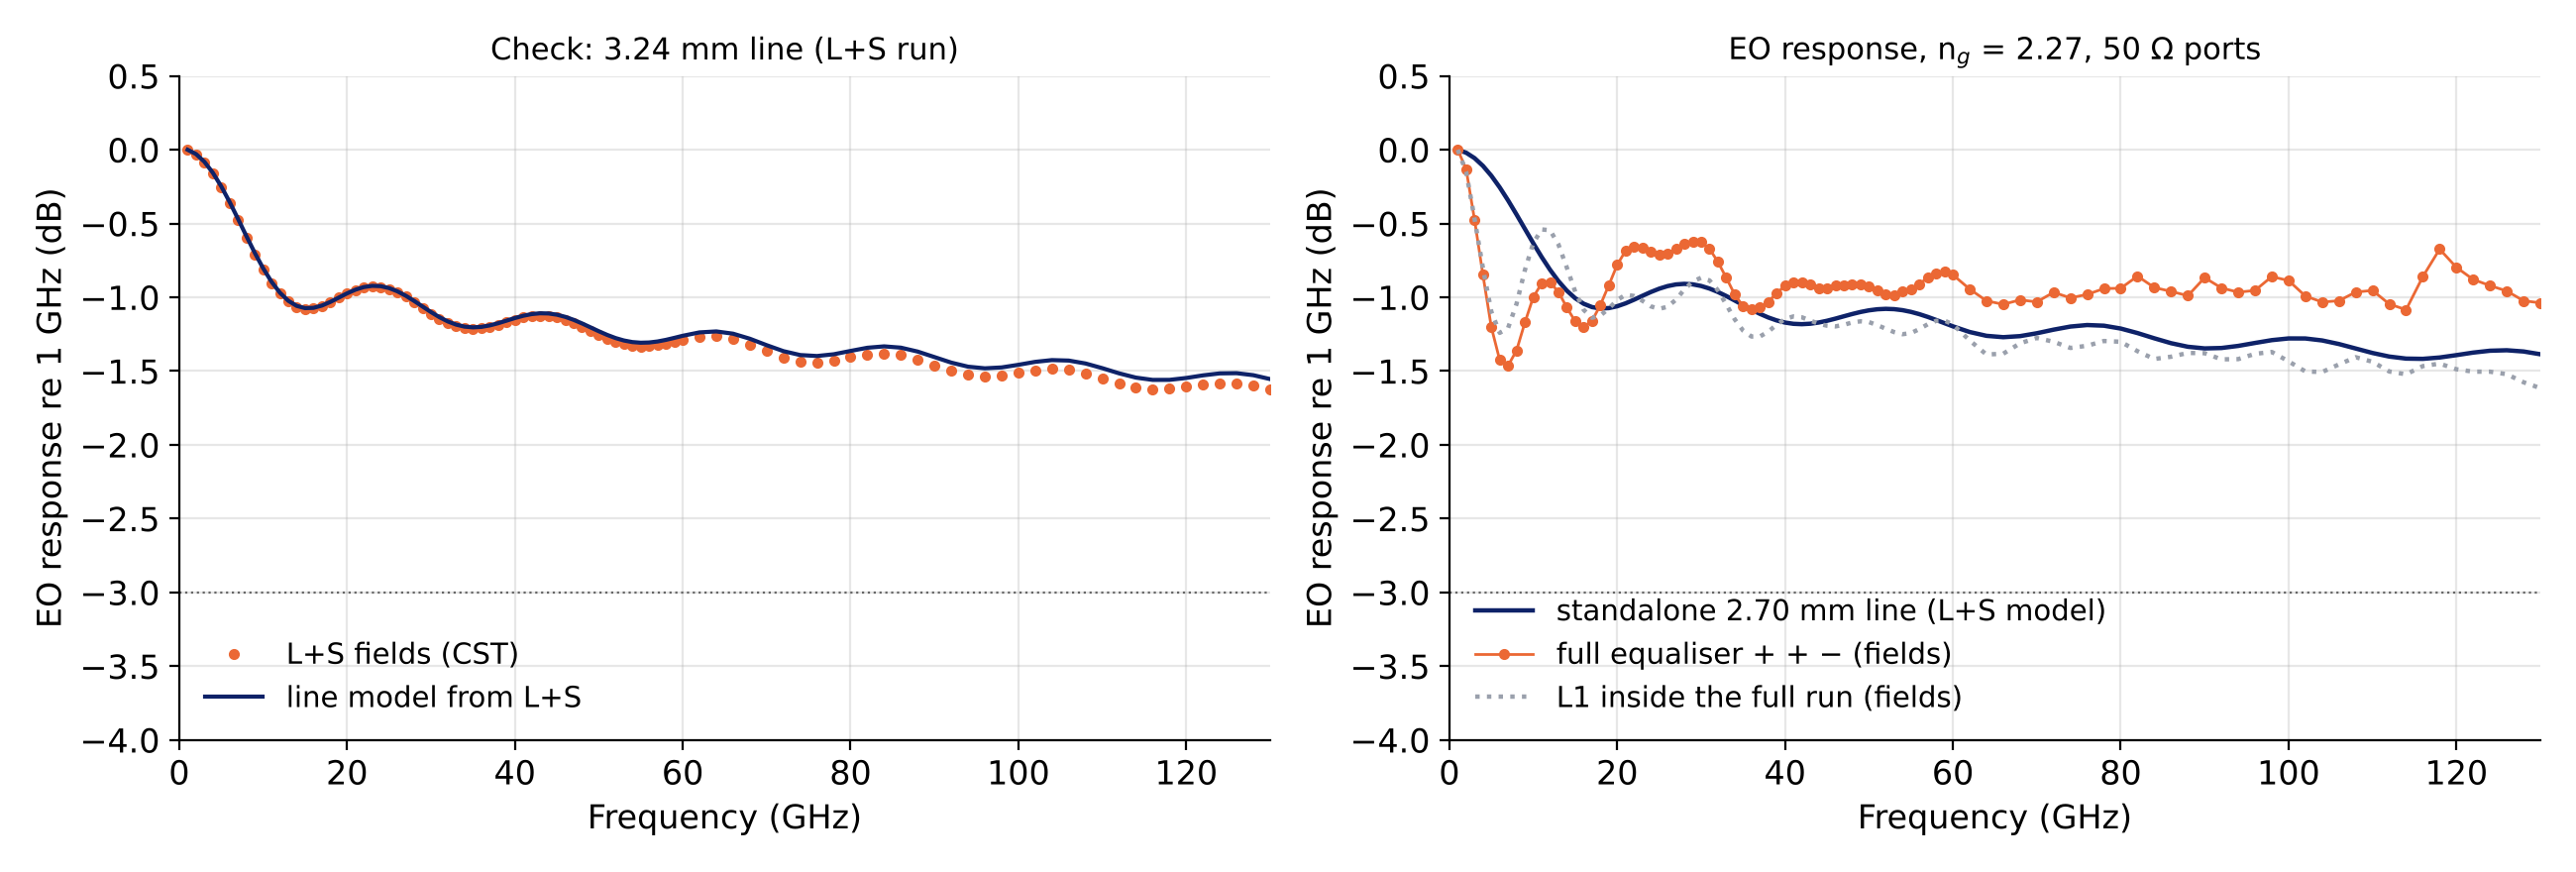 Check: 3.24 mm line (L+S run)
EO response re 1 GHz (dB)
0.5
0.0
−0.5
−1.0
−1.5
−2.0
−2.5
−3.0
−3.5
−4.0
L+S fields (CST)
line model from L+S
0 20 40 60 80 100 120
Frequency (GHz)
EO response, n_g = 2.27, 50 Ω ports
EO response re 1 GHz (dB)
0.5
0.0
−0.5
−1.0
−1.5
−2.0
−2.5
−3.0
−3.5
−4.0
standalone 2.70 mm line (L+S model)
full equaliser + + − (fields)
L1 inside the full run (fields)
0 20 40 60 80 100 120
Frequency (GHz)